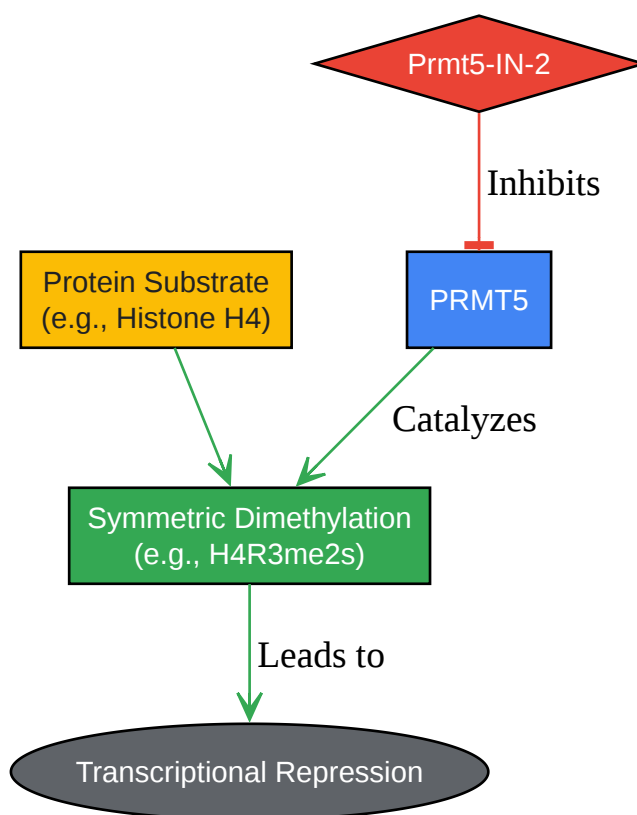 Prmt5-IN-2
Inhibits
Protein Substrate
(e.g., Histone H4)
PRMT5
Catalyzes
Symmetric Dimethylation
(e.g., H4R3me2s)
Leads to
Transcriptional Repression